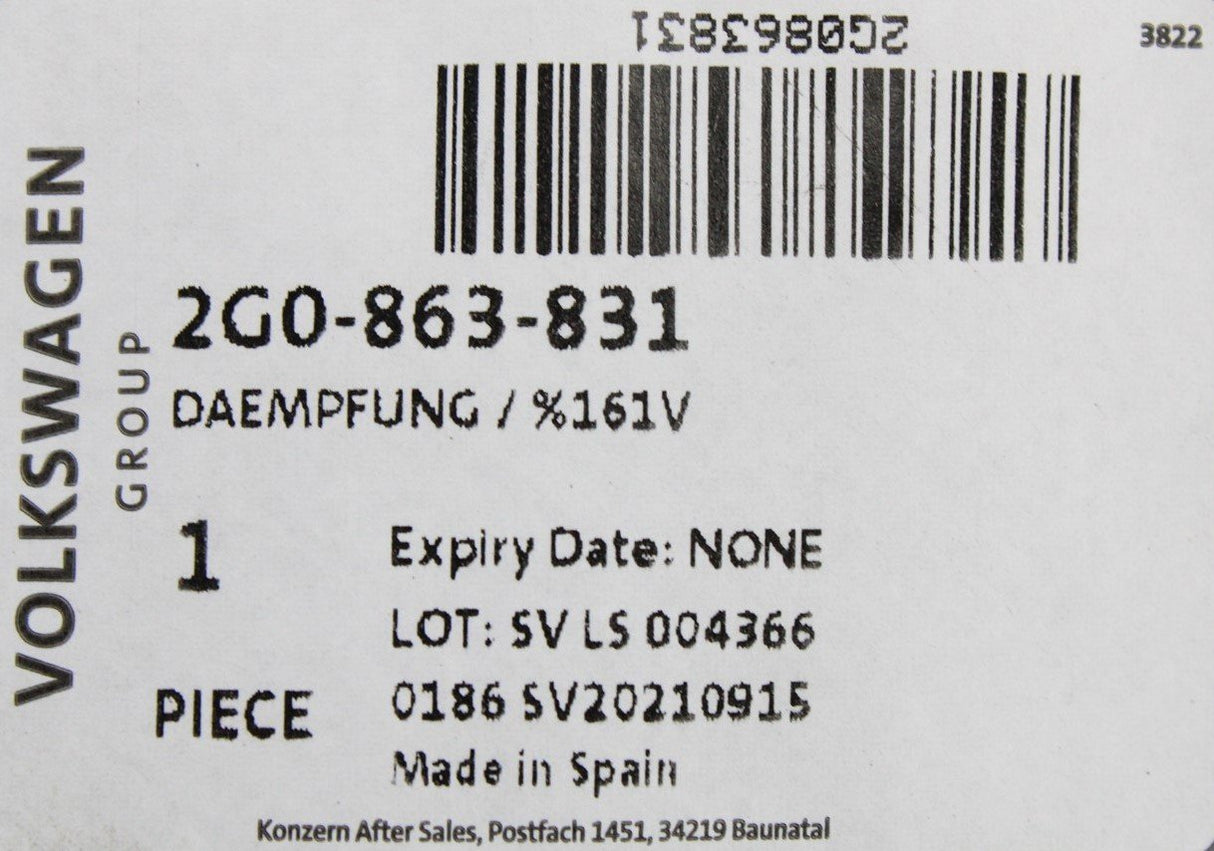 2G0863831
3822
VOLKSWAGEN
GROUP
2G0-863-831
DAEMPFUNG / %161V
1
PIECE
Expiry Date: NONE
LOT: SV LS 004366
0186 SV20210915
Made in Spain
Konzern After Sales, Postfach 1451, 34219 Baunatal